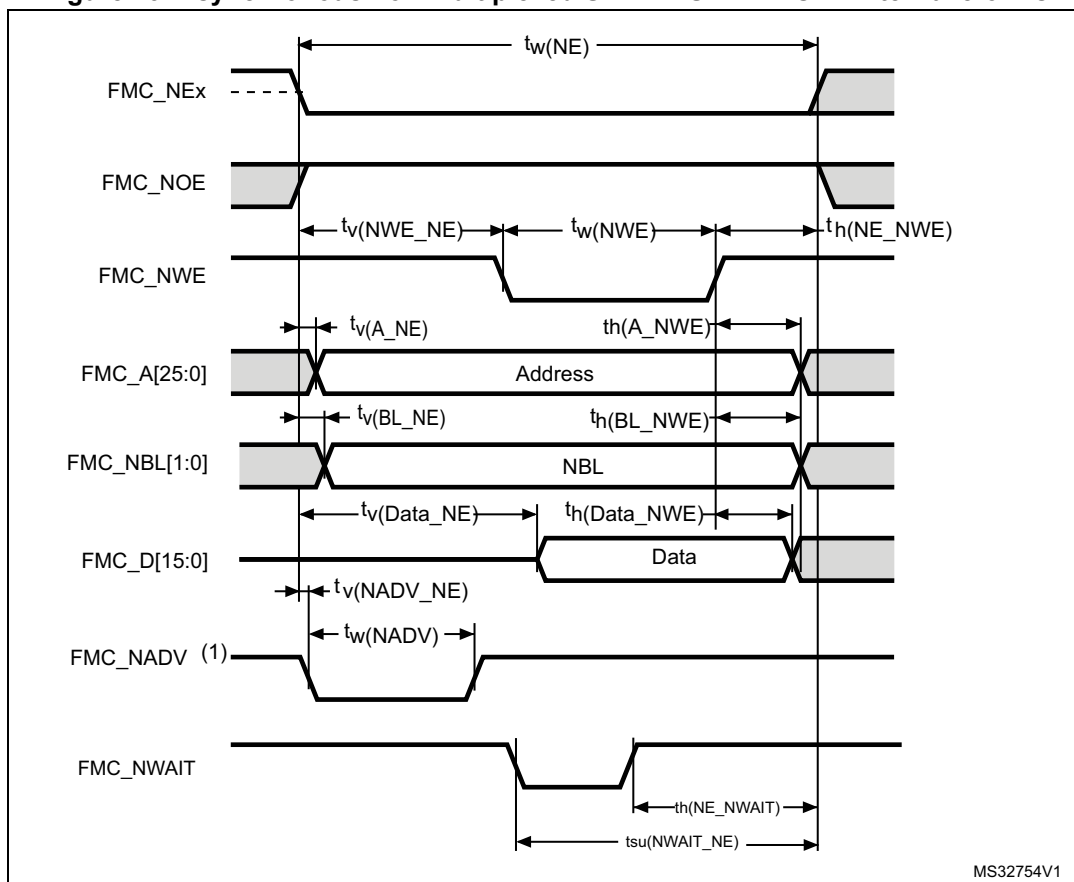 tw(NE)
FMC_NEx
FMC_NOE
tv(NWE_NE) tw(NWE) th(NE_NWE)
FMC_NWE
tv(A_NE) th(A_NWE)
FMC_A[25:0] Address
tv(BL_NE) th(BL_NWE)
FMC_NBL[1:0] NBL
tv(Data_NE) th(Data_NWE)
FMC_D[15:0] Data
tv(NADV_NE)
tw(NADV)
FMC_NADV (1)
FMC_NWAIT
th(NE_NWAIT)
tsu(NWAIT_NE)
MS32754V1